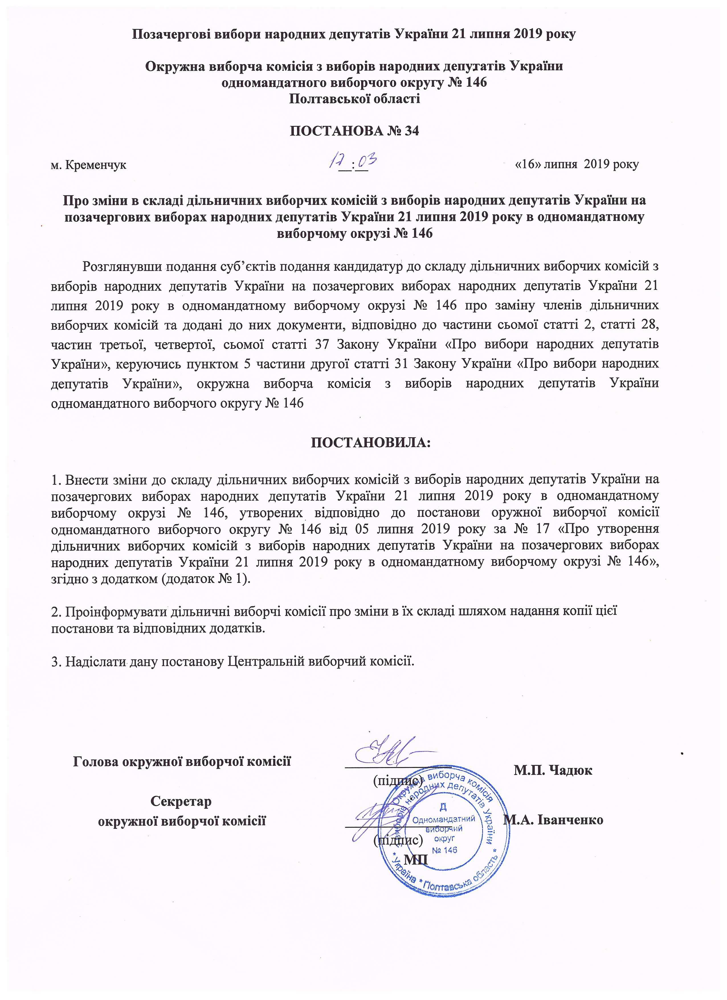 Позачергові вибори народних депутатів України 21 липня 2019 року
Окружна виборча комісія з виборів народних депутатів України
одномандатного виборчого округу № 146
Полтавської області
ПОСТАНОВА № 34
м. Кременчук 17:03 «16» липня 2019 року
Про зміни в складі дільничних виборчих комісій з виборів народних депутатів України на
позачергових виборах народних депутатів України 21 липня 2019 року в одномандатному
виборчому окрузі № 146
Розглянувши подання суб’єктів подання кандидатур до складу дільничних виборчих комісій з
виборів народних депутатів України на позачергових виборах народних депутатів України 21
липня 2019 року в одномандатному виборчому окрузі № 146 про заміну членів дільничних
виборчих комісій та додані до них документи, відповідно до частини сьомої статті 2, статті 28,
частин третьої, четвертої, сьомої статті 37 Закону України «Про вибори народних депутатів
України», керуючись пунктом 5 частини другої статті 31 Закону України «Про вибори народних
депутатів України», окружна виборча комісія з виборів народних депутатів України
одномандатного виборчого округу № 146
ПОСТАНОВИЛА:
1. Внести зміни до складу дільничних виборчих комісій з виборів народних депутатів України на
позачергових виборах народних депутатів України 21 липня 2019 року в одномандатному
виборчому окрузі № 146, утворених відповідно до постанови оружної виборчої комісії
одномандатного виборчого округу № 146 від 05 липня 2019 року за № 17 «Про утворення
дільничних виборчих комісій з виборів народних депутатів України на позачергових виборах
народних депутатів України 21 липня 2019 року в одномандатному виборчому окрузі № 146»,
згідно з додатком (додаток № 1).
2. Проінформувати дільничні виборчі комісії про зміни в їх складі шляхом надання копії цієї
постанови та відповідних додатків.
3. Надіслати дану постанову Центральній виборчий комісії.
Голова окружної виборчої комісії
М.П. Чадюк
(підпис)
Секретар
окружної виборчої комісії
М.А. Іванченко
(підпис)
МП
Окружна виборча комісія
з виборів народних депутатів України
* Україна * Полтавська область *
Д
Одномандатний
виборчий
округ
№ 146